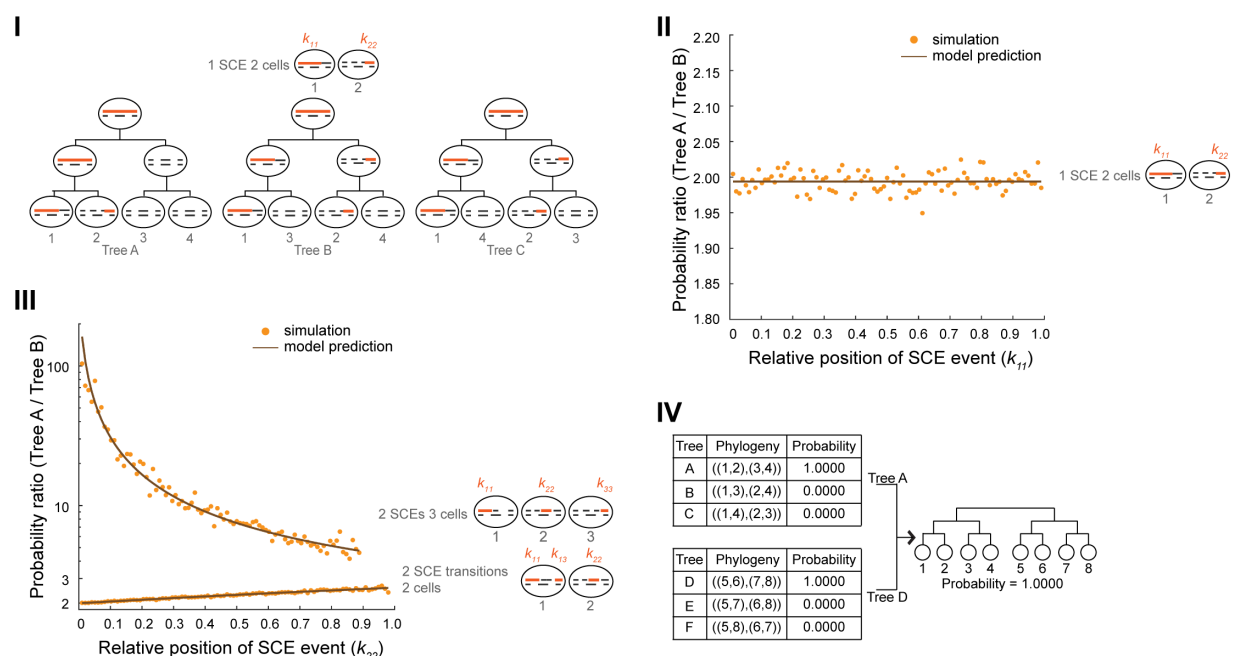 I
k11 k22
1 SCE 2 cells
1 2
1 2 3 4
Tree A
1 3 2 4
Tree B
1 4 2 3
Tree C
II
simulation
model prediction
Probability ratio (Tree A / Tree B)
2.20
2.15
2.10
2.05
2.00
1.95
1.90
1.85
1.80
0 0.1 0.2 0.3 0.4 0.5 0.6 0.7 0.8 0.9 1.0
Relative position of SCE event (k11)
k11 k22
1 SCE 2 cells
1 2
III
simulation
model prediction
Probability ratio (Tree A / Tree B)
100
10
3
2
0 0.1 0.2 0.3 0.4 0.5 0.6 0.7 0.8 0.9 1.0
Relative position of SCE event (k22)
k11 k22 k33
2 SCEs 3 cells
1 2 3
k11 k13 k22
2 SCE transitions
2 cells
1 2
IV
Tree Phylogeny Probability
A ((1,2),(3,4)) 1.0000
B ((1,3),(2,4)) 0.0000
C ((1,4),(2,3)) 0.0000
Tree A
Tree Phylogeny Probability
D ((5,6),(7,8)) 1.0000
E ((5,7),(6,8)) 0.0000
F ((5,8),(6,7)) 0.0000
Tree D
1 2 3 4 5 6 7 8
Probability = 1.0000